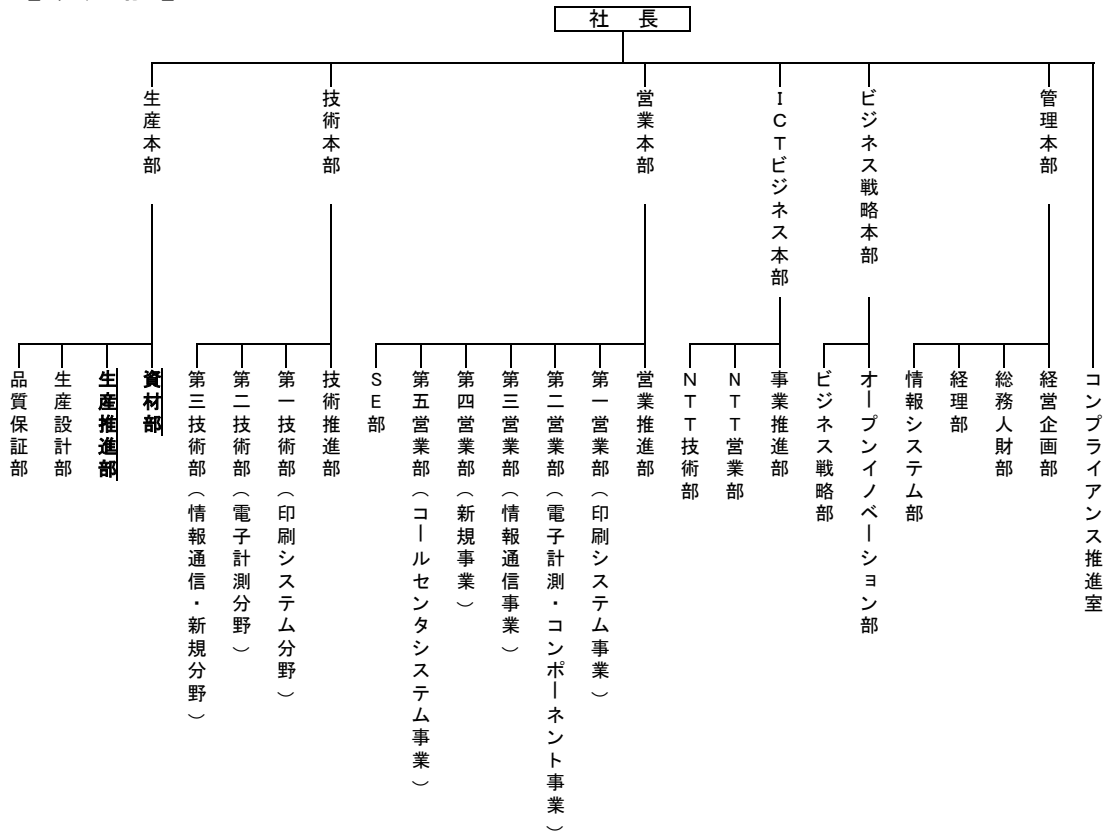 社 長
管理本部
ビジネス戦略本部
ＩＣＴビジネス本部
営業本部
技術本部
生産本部
コンプライアンス推進室
経営企画部
総務人財部
経理部
情報システム部
オープンイノベーション部
ビジネス戦略部
事業推進部
ＮＴＴ営業部
ＮＴＴ技術部
営業推進部
第一営業部（印刷システム事業）
第二営業部（電子計測・コンポーネント事業）
第三営業部（情報通信事業）
第四営業部（新規事業）
第五営業部（コールセンタシステム事業）
ＳＥ部
技術推進部
第一技術部（印刷システム分野）
第二技術部（電子計測分野）
第三技術部（情報通信・新規分野）
資材部
生産推進部
生産設計部
品質保証部